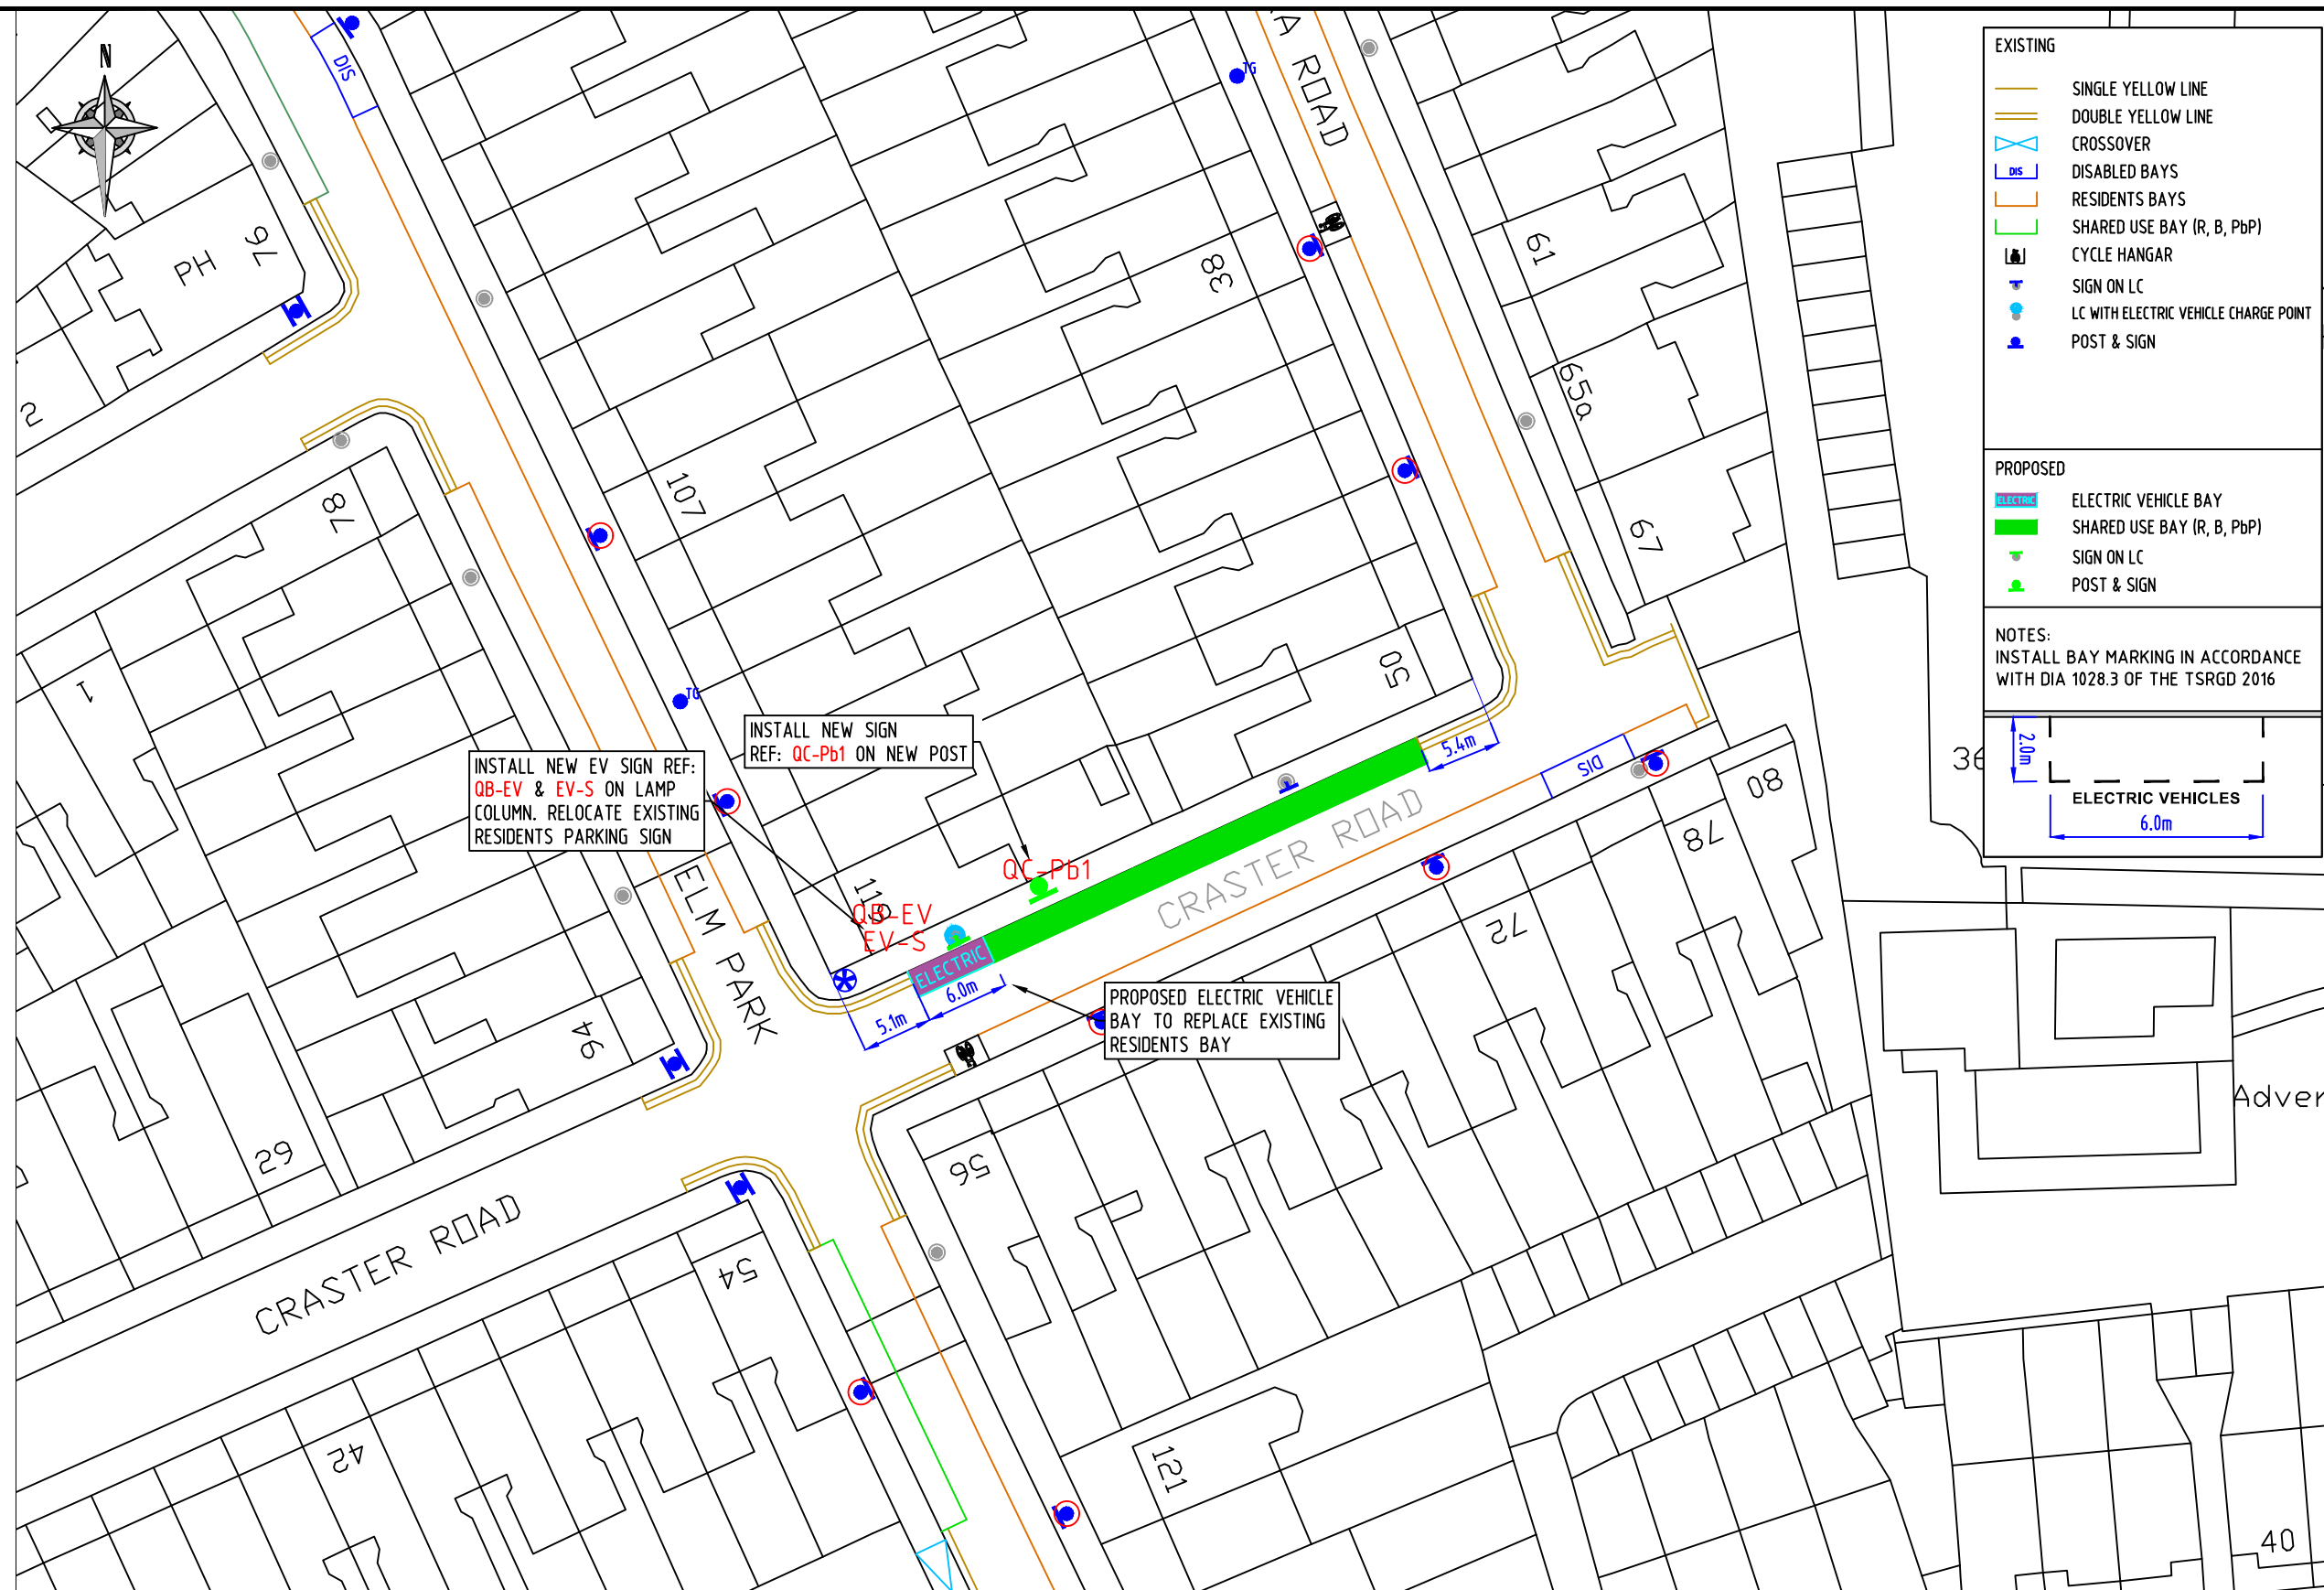 N
DIS
TG
A ROAD
PH
76
2
78
1
107
38
61
65a
67
50
TG
INSTALL NEW SIGN
REF: QC-Pb1 ON NEW POST
INSTALL NEW EV SIGN REF:
QB-EV & EV-S ON LAMP
COLUMN. RELOCATE EXISTING
RESIDENTS PARKING SIGN
5.4m
DIS
80
78
72
CRASTER ROAD
QC-Pb1
119
QB-EV
EV-S
ELECTRIC
6.0m
5.1m
ELM PARK
PROPOSED ELECTRIC VEHICLE
BAY TO REPLACE EXISTING
RESIDENTS BAY
94
29
56
54
CRASTER ROAD
42
121
36
Adver
40
EXISTING
SINGLE YELLOW LINE
DOUBLE YELLOW LINE
CROSSOVER
DIS
DISABLED BAYS
RESIDENTS BAYS
SHARED USE BAY (R, B, PbP)
CYCLE HANGAR
SIGN ON LC
LC WITH ELECTRIC VEHICLE CHARGE POINT
POST & SIGN
PROPOSED
ELECTRIC
ELECTRIC VEHICLE BAY
SHARED USE BAY (R, B, PbP)
SIGN ON LC
POST & SIGN
NOTES:
INSTALL BAY MARKING IN ACCORDANCE
WITH DIA 1028.3 OF THE TSRGD 2016
2.0m
ELECTRIC VEHICLES
6.0m